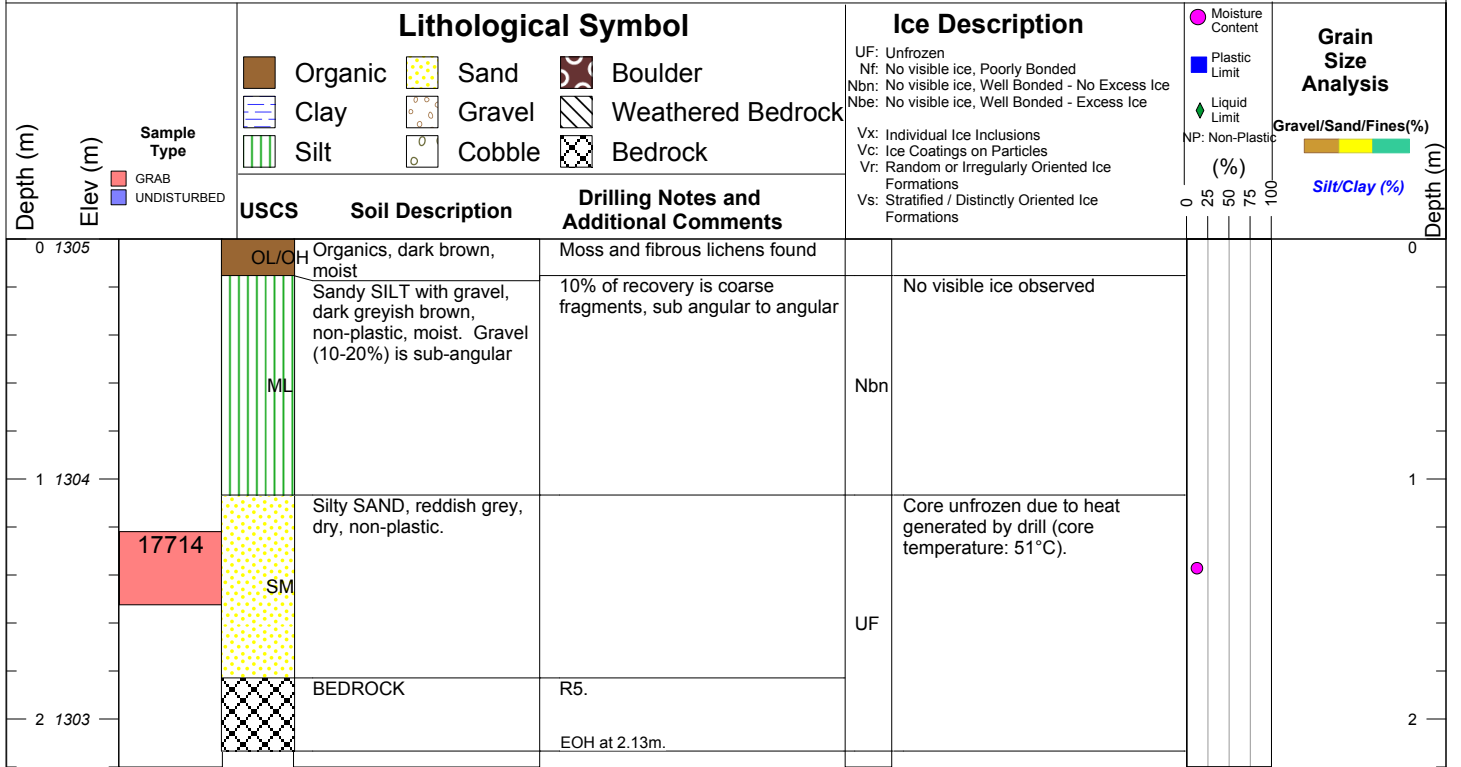 Lithological Symbol
Organic
Sand
Boulder
Clay
Gravel
Weathered Bedrock
Silt
Cobble
Bedrock
Ice Description
UF: Unfrozen
Nf: No visible ice, Poorly Bonded
Nbn: No visible ice, Well Bonded - No Excess Ice
Nbe: No visible ice, Well Bonded - Excess Ice
Vx: Individual Ice Inclusions
Vc: Ice Coatings on Particles
Vr: Random or Irregularly Oriented Ice
Formations
Vs: Stratified / Distinctly Oriented Ice
Formations
Moisture
Content
Plastic
Limit
Liquid
Limit
NP: Non-Plastic
(%)
0 25 50 75 100
Grain
Size
Analysis
Gravel/Sand/Fines(%)
Silt/Clay (%)
Depth (m)
Depth (m)
Elev (m)
Sample
Type
GRAB
UNDISTURBED
USCS
Soil Description
Drilling Notes and
Additional Comments
0 1305
OL/OH
Organics, dark brown,
moist
Moss and fibrous lichens found
0
Sandy SILT with gravel,
dark greyish brown,
non-plastic, moist. Gravel
(10-20%) is sub-angular
10% of recovery is coarse
fragments, sub angular to angular
No visible ice observed
ML
Nbn
1 1304
1
Silty SAND, reddish grey,
dry, non-plastic.
Core unfrozen due to heat
generated by drill (core
temperature: 51°C).
17714
SM
UF
BEDROCK
R5.
2 1303
2
EOH at 2.13m.